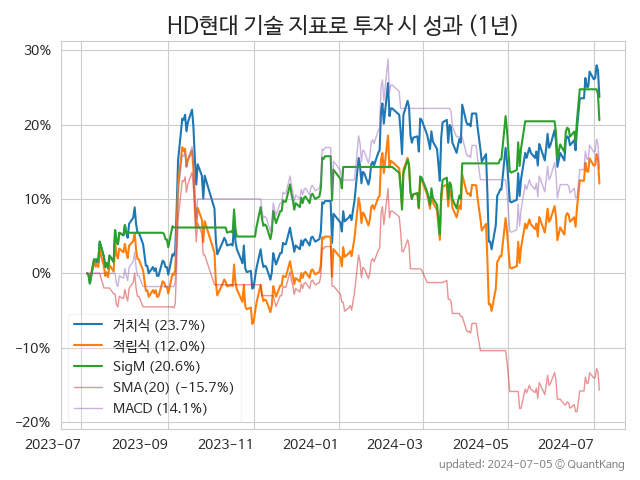 HD현대 기술 지표로 투자 시 성과 (1년)
30%
20%
10%
0%
−10%
−20%
거치식 (23.7%)
적립식 (12.0%)
SigM (20.6%)
SMA(20) (−15.7%)
MACD (14.1%)
2023-07 2023-09 2023-11 2024-01 2024-03 2024-05 2024-07
updated: 2024-07-05 © QuantKang